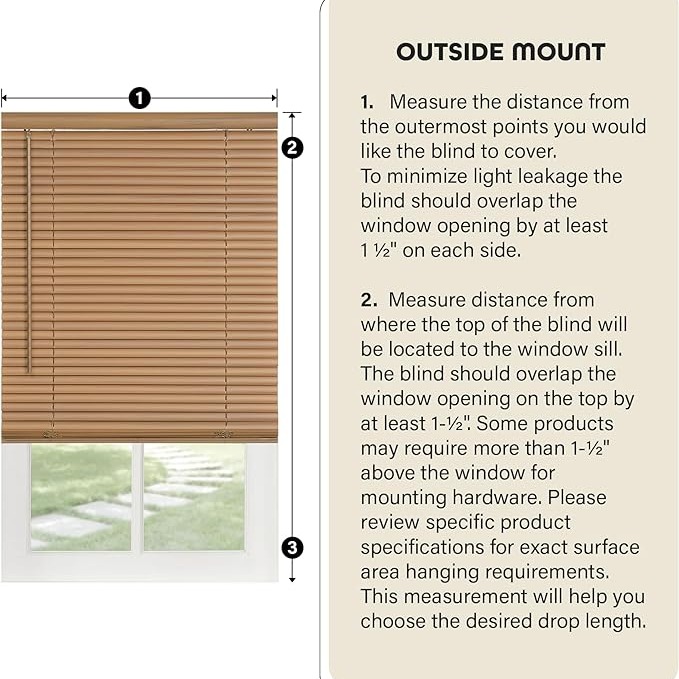 1
2
3
OUTSIDE MOUNT
1. Measure the distance from
the outermost points you would
like the blind to cover.
To minimize light leakage the
blind should overlap the
window opening by at least
1 ½" on each side.
2. Measure distance from
where the top of the blind will
be located to the window sill.
The blind should overlap the
window opening on the top by
at least 1-½". Some products
may require more than 1-½"
above the window for
mounting hardware. Please
review specific product
specifications for exact surface
area hanging requirements.
This measurement will help you
choose the desired drop length.